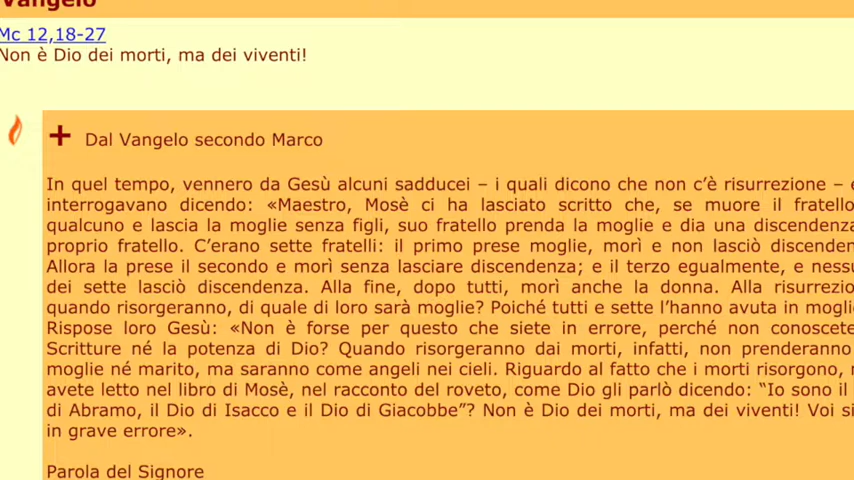 Vangelo
Mc 12,18-27
Non è Dio dei morti, ma dei viventi!
+ Dal Vangelo secondo Marco
In quel tempo, vennero da Gesù alcuni sadducei – i quali dicono che non c’è risurrezione –
interrogavano dicendo: «Maestro, Mosè ci ha lasciato scritto che, se muore il fratello
qualcuno e lascia la moglie senza figli, suo fratello prenda la moglie e dia una discendenza
proprio fratello. C’erano sette fratelli: il primo prese moglie, morì e non lasciò discenden
Allora la prese il secondo e morì senza lasciare discendenza; e il terzo egualmente, e nessu
dei sette lasciò discendenza. Alla fine, dopo tutti, morì anche la donna. Alla risurrezio
quando risorgeranno, di quale di loro sarà moglie? Poiché tutti e sette l’hanno avuta in moglie
Rispose loro Gesù: «Non è forse per questo che siete in errore, perché non conoscete
Scritture né la potenza di Dio? Quando risorgeranno dai morti, infatti, non prenderanno
moglie né marito, ma saranno come angeli nei cieli. Riguardo al fatto che i morti risorgono,
avete letto nel libro di Mosè, nel racconto del roveto, come Dio gli parlò dicendo: “Io sono il
di Abramo, il Dio di Isacco e il Dio di Giacobbe”? Non è Dio dei morti, ma dei viventi! Voi si
in grave errore».
Parola del Signore